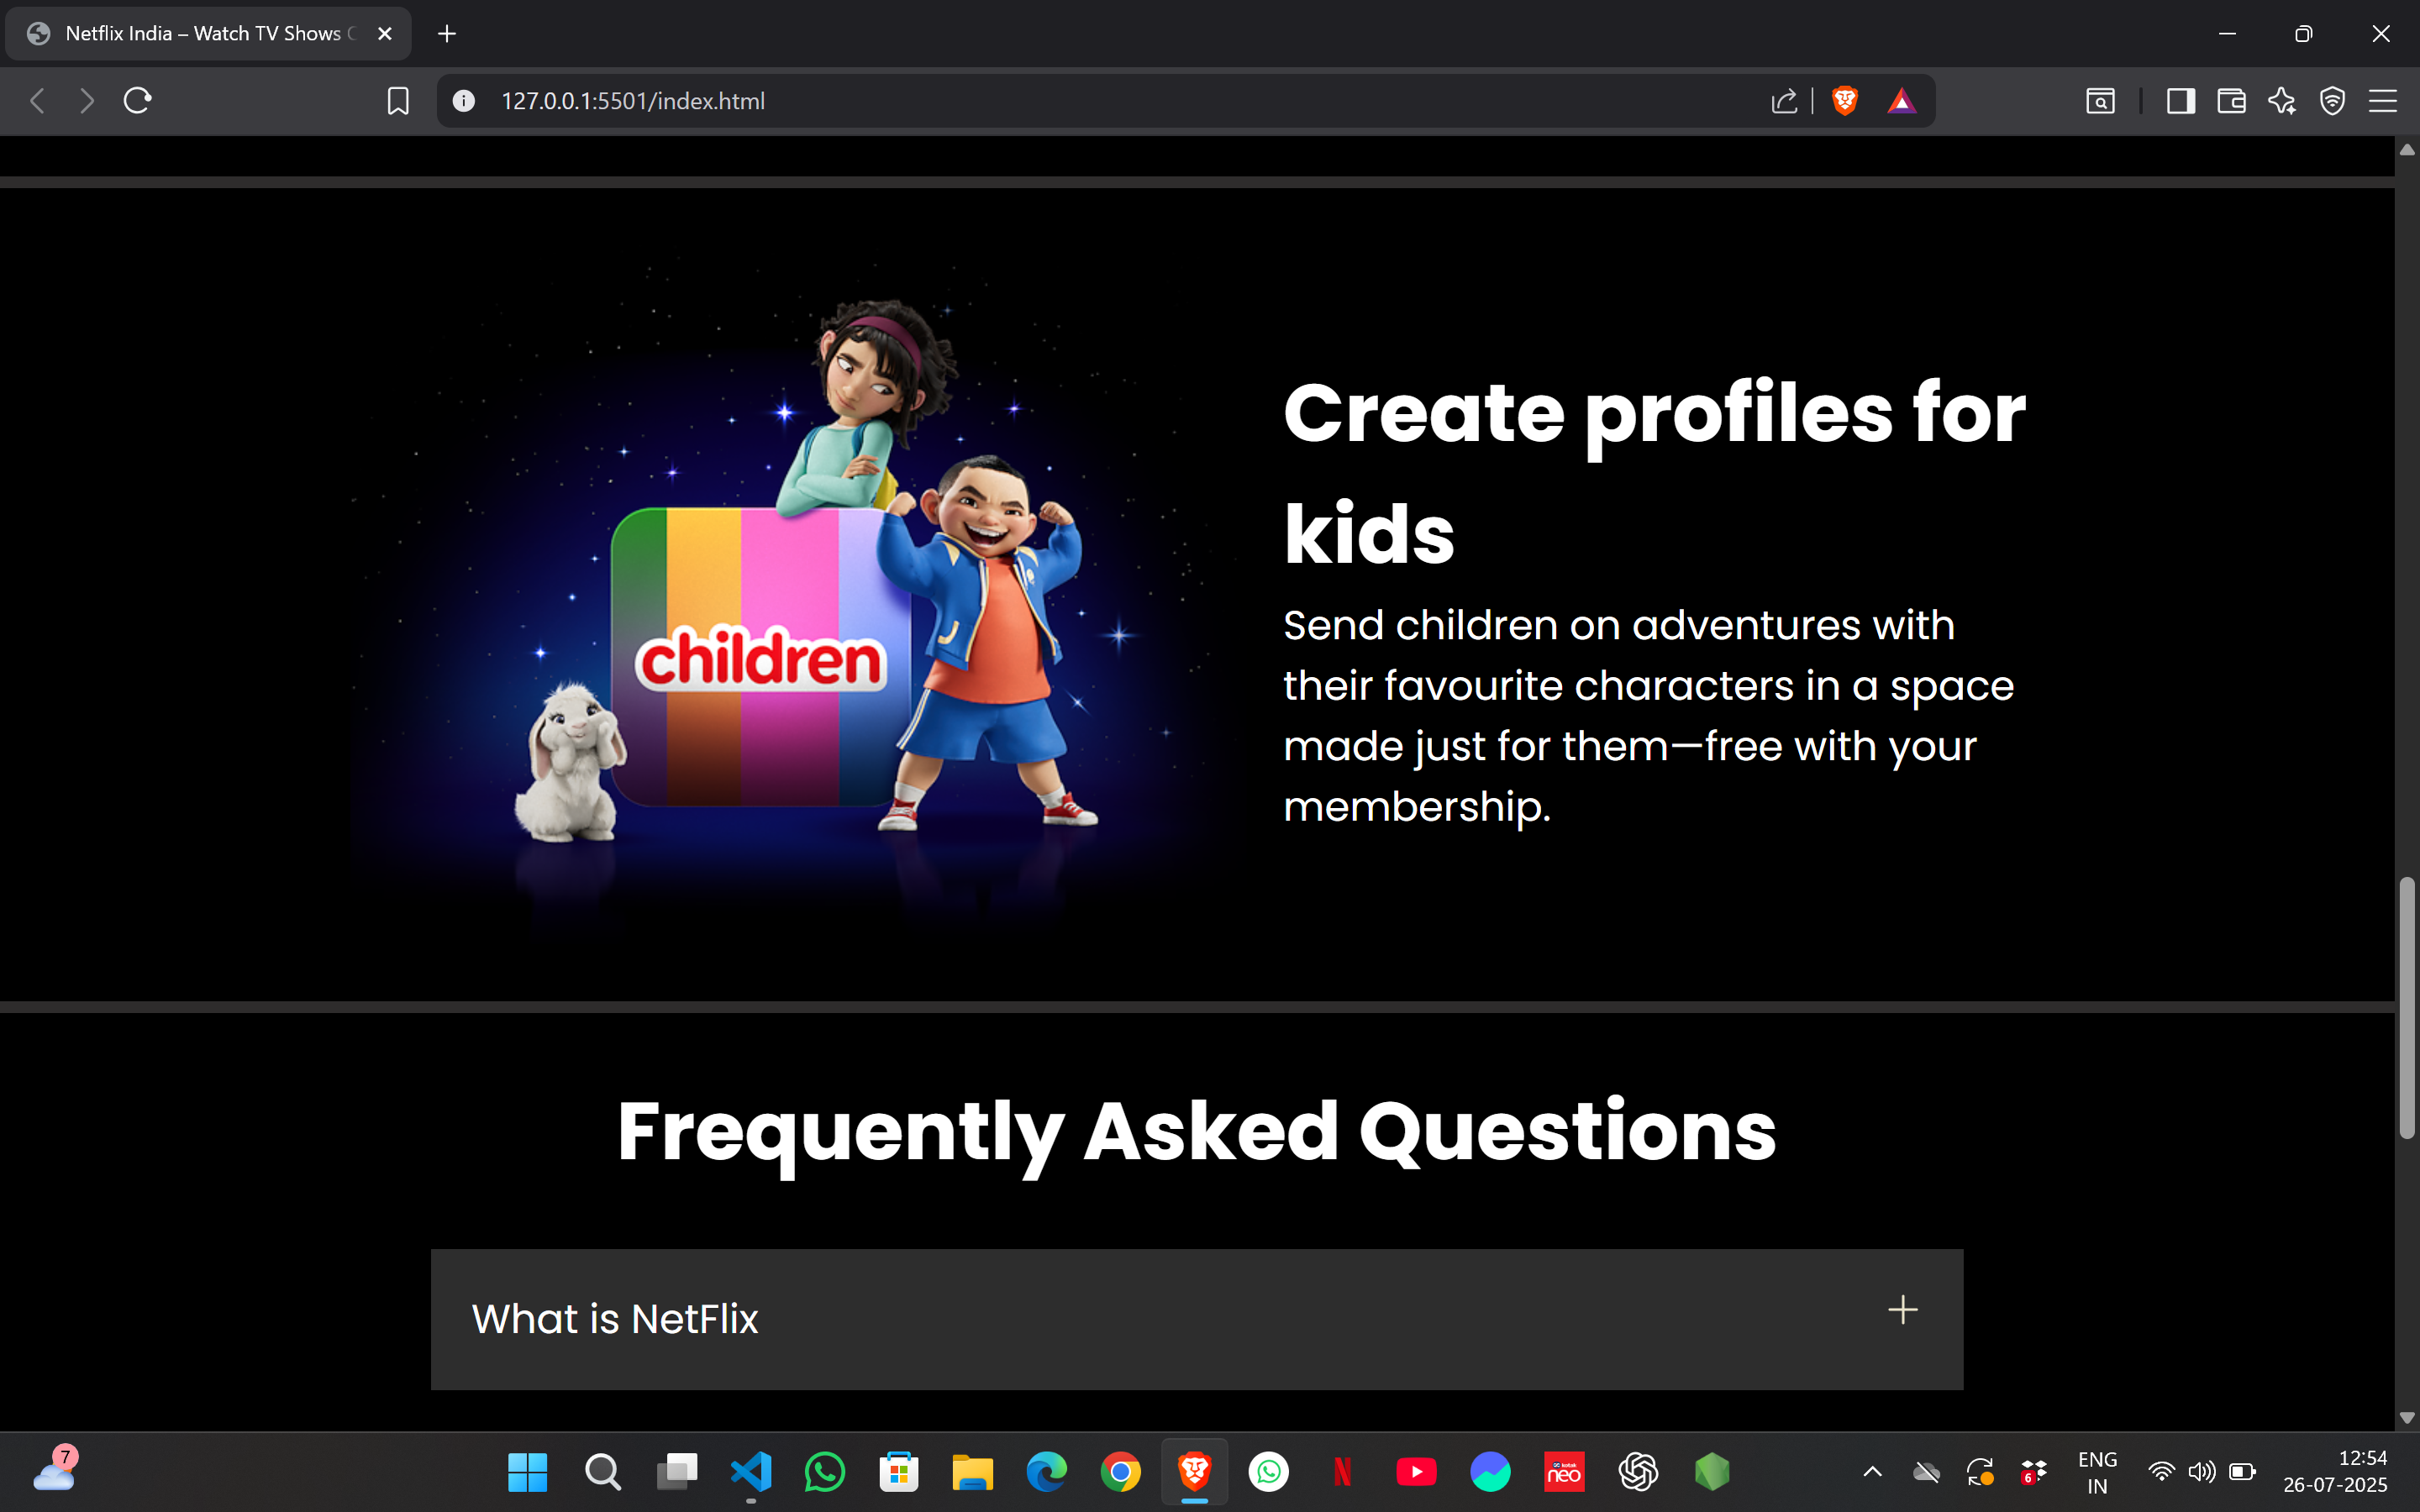 Netflix India – Watch TV Shows
127.0.0.1:5501/index.html
Create profiles for
kids
Send children on adventures with
their favourite characters in a space
made just for them—free with your
membership.
children
Frequently Asked Questions
What is NetFlix
7
N
kotak
neo
6
ENG
IN
12:54
26-07-2025